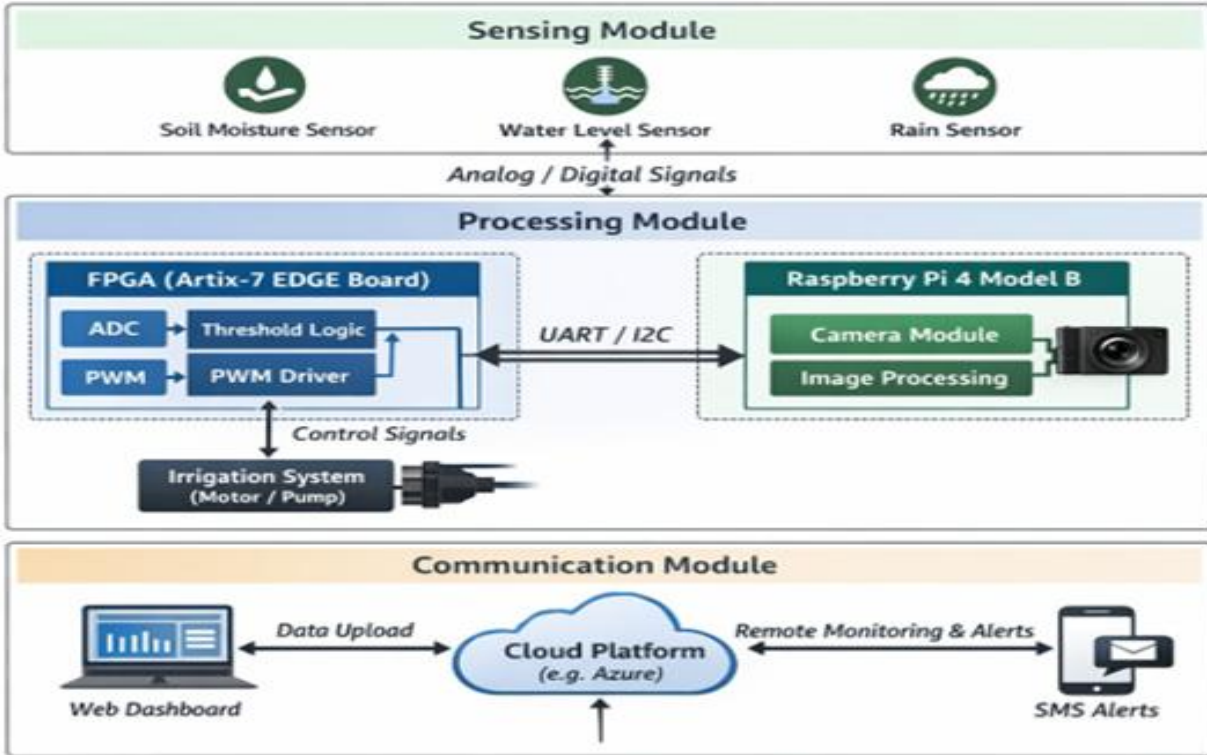 Sensing Module
Soil Moisture Sensor
Water Level Sensor
Rain Sensor
Analog / Digital Signals
Processing Module
FPGA (Artix-7 EDGE Board)
ADC
Threshold Logic
PWM
PWM Driver
UART / I2C
Raspberry Pi 4 Model B
Camera Module
Image Processing
Control Signals
Irrigation System
(Motor / Pump)
Communication Module
Data Upload
Web Dashboard
Cloud Platform
(e.g. Azure)
Remote Monitoring & Alerts
SMS Alerts